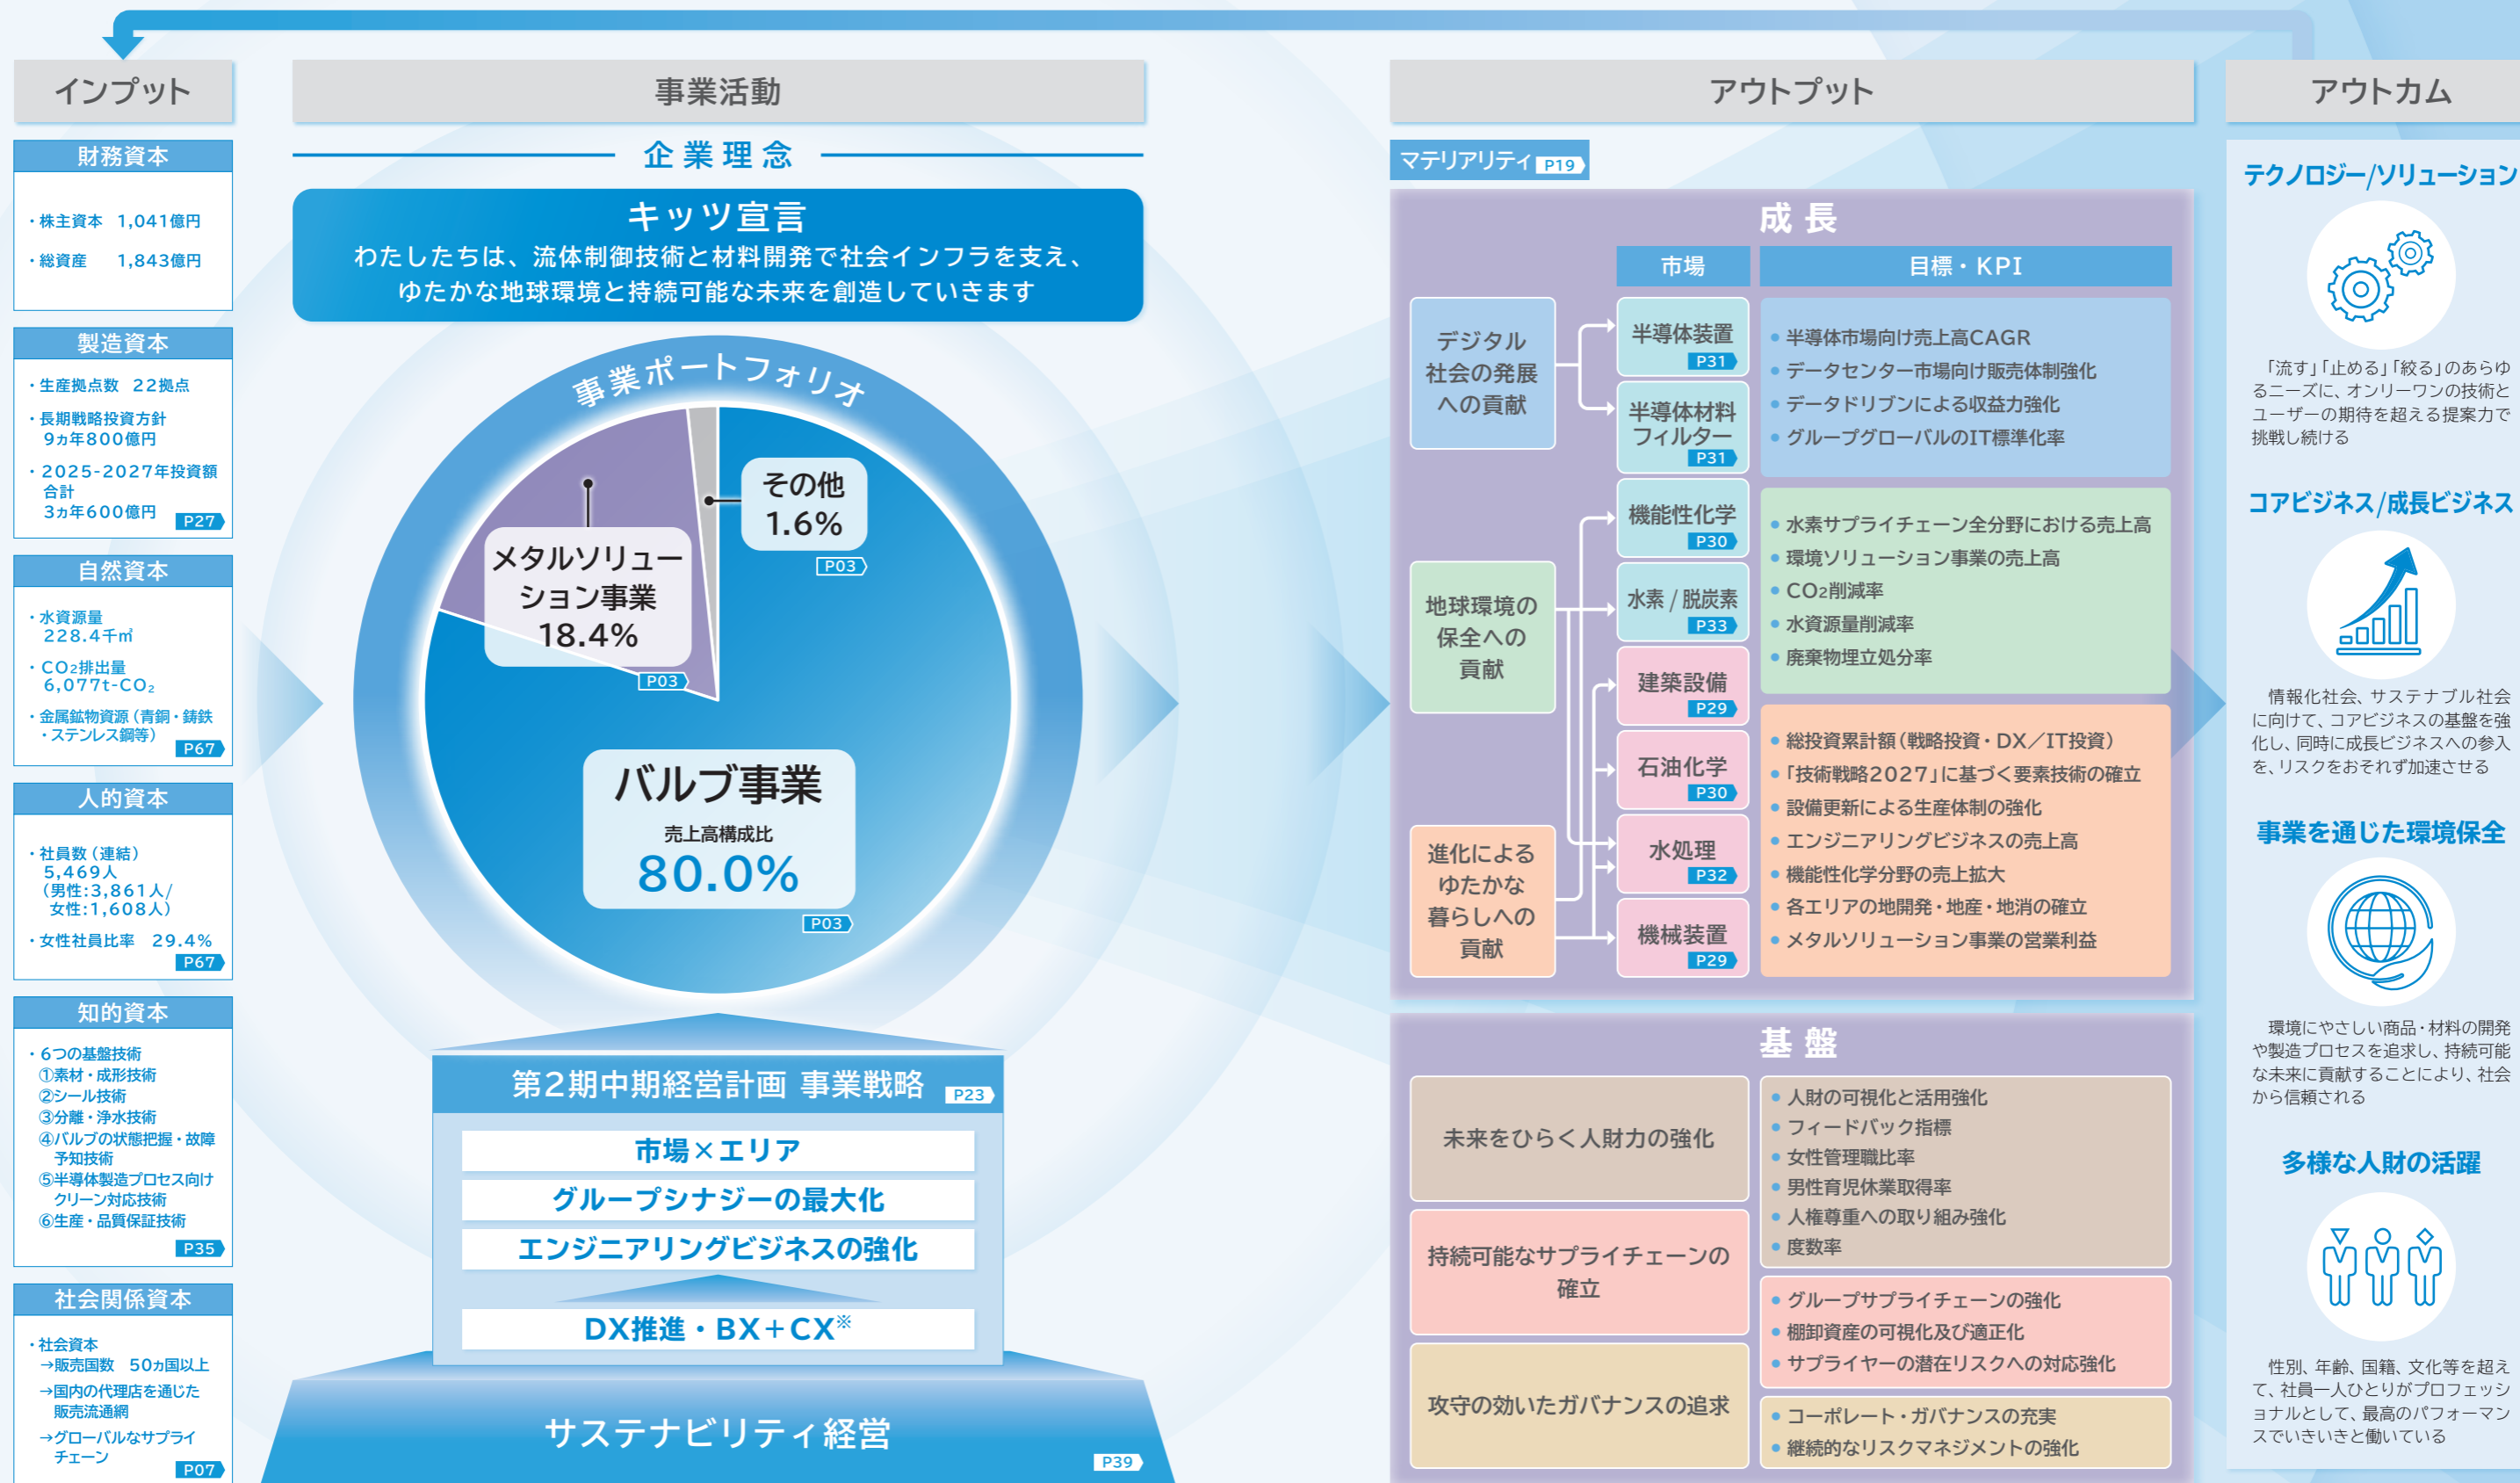 インプット
財務資本
・株主資本 1,041億円
・総資産 1,843億円
製造資本
・生産拠点数 22拠点
・長期戦略投資方針
9ヵ年800億円
・2025-2027年投資額
合計
3ヵ年600億円
P27
自然資本
・水資源量
228.4千㎥
・CO2排出量
6,077t-CO2
・金属鉱物資源（青銅・鋳鉄
・ステンレス鋼等）
P67
人的資本
・社員数（連結）
5,469人
（男性:3,861人/
女性:1,608人）
・女性社員比率 29.4%
P67
知的資本
・6つの基盤技術
①素材・成形技術
②シール技術
③分離・浄水技術
④バルブの状態把握・故障
予知技術
⑤半導体製造プロセス向け
クリーン対応技術
⑥生産・品質保証技術
P35
社会関係資本
・社会資本
→販売国数 50ヵ国以上
→国内の代理店を通じた
販売流通網
→グローバルなサプライ
チェーン
P07
事業活動
企業理念
キッツ宣言
わたしたちは、流体制御技術と材料開発で社会インフラを支え、
ゆたかな地球環境と持続可能な未来を創造していきます
事業ポートフォリオ
その他
1.6%
P03
メタルソリュー
ション事業
18.4%
P03
バルブ事業
売上高構成比
80.0%
P03
第2期中期経営計画 事業戦略 P23
市場×エリア
グループシナジーの最大化
エンジニアリングビジネスの強化
DX推進・BX＋CX※
サステナビリティ経営
P39
アウトプット
マテリアリティ P19
成長
市場
目標・KPI
デジタル
社会の発展
への貢献
半導体装置
P31
半導体材料
フィルター
P31
● 半導体市場向け売上高CAGR
● データセンター市場向け販売体制強化
● データドリブンによる収益力強化
● グループグローバルのIT標準化率
地球環境の
保全への
貢献
機能性化学
P30
水素/脱炭素
P33
● 水素サプライチェーン全分野における売上高
● 環境ソリューション事業の売上高
● CO2削減率
● 水資源量削減率
● 廃棄物埋立処分率
進化による
ゆたかな
暮らしへの
貢献
建築設備
P29
石油化学
P30
水処理
P32
機械装置
P29
● 総投資累計額（戦略投資・DX／IT投資）
● 「技術戦略2027」に基づく要素技術の確立
● 設備更新による生産体制の強化
● エンジニアリングビジネスの売上高
● 機能性化学分野の売上拡大
● 各エリアの地開発・地産・地消の確立
● メタルソリューション事業の営業利益
基盤
未来をひらく人財力の強化
● 人財の可視化と活用強化
● フィードバック指標
● 女性管理職比率
● 男性育児休業取得率
● 人権尊重への取り組み強化
● 度数率
持続可能なサプライチェーンの
確立
● グループサプライチェーンの強化
● 棚卸資産の可視化及び適正化
● サプライヤーの潜在リスクへの対応強化
攻守の効いたガバナンスの追求
● コーポレート・ガバナンスの充実
● 継続的なリスクマネジメントの強化
アウトカム
テクノロジー/ソリューション
「流す」「止める」「絞る」のあらゆ
るニーズに、オンリーワンの技術と
ユーザーの期待を超える提案力で
挑戦し続ける
コアビジネス/成長ビジネス
情報化社会、サステナブル社会
に向けて、コアビジネスの基盤を強
化し、同時に成長ビジネスへの参入
を、リスクをおそれず加速させる
事業を通じた環境保全
環境にやさしい商品・材料の開発
や製造プロセスを追求し、持続可能
な未来に貢献することにより、社会
から信頼される
多様な人財の活躍
性別、年齢、国籍、文化等を超え
て、社員一人ひとりがプロフェッシ
ョナルとして、最高のパフォーマン
スでいきいきと働いている